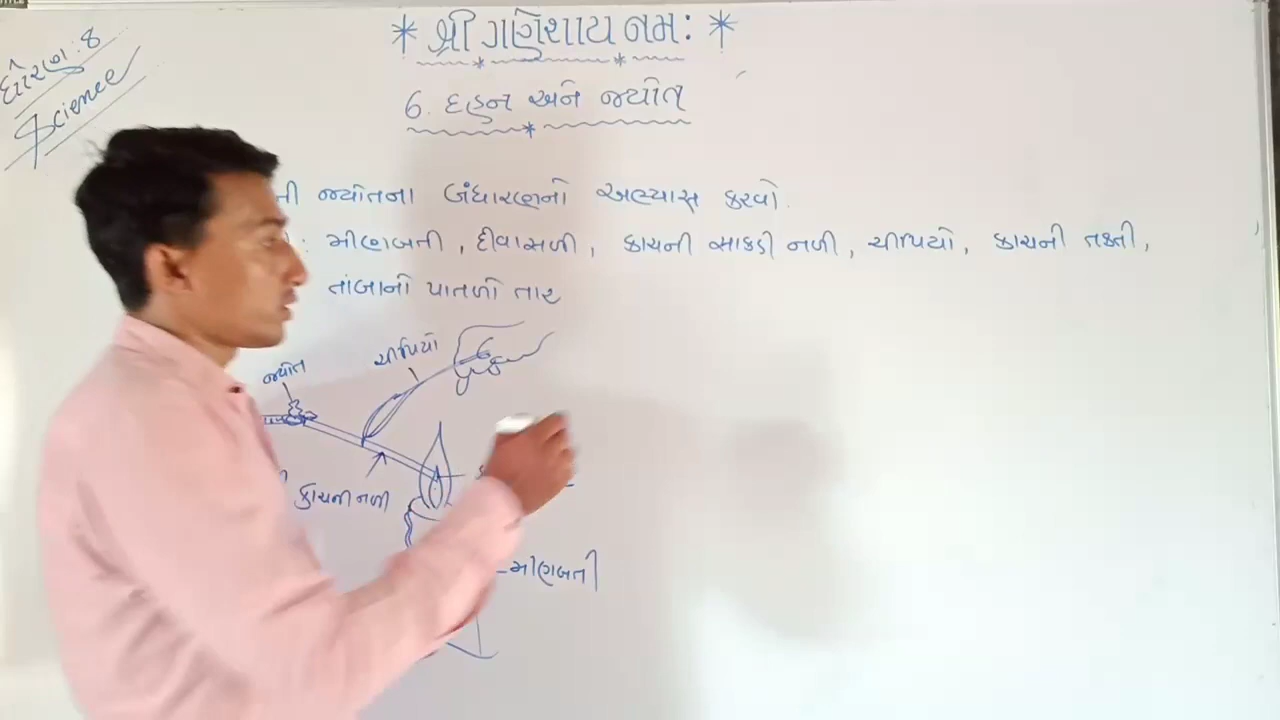 * શ્રી ગણેશાય નમઃ *
ધોરણ : 8
Science
6. દહન અને જ્યોત
ની જ્યોતના બંધારણનો અભ્યાસ કરવો.
: મીણબતી, દીવાસળી, કાચની સાકડી નળી, ચીપિયો, કાચની તક્તી,
તાંબાનો પાતળો તાર
ચીપિયો
જ્યોત
કાચની નળી
મીણબતી